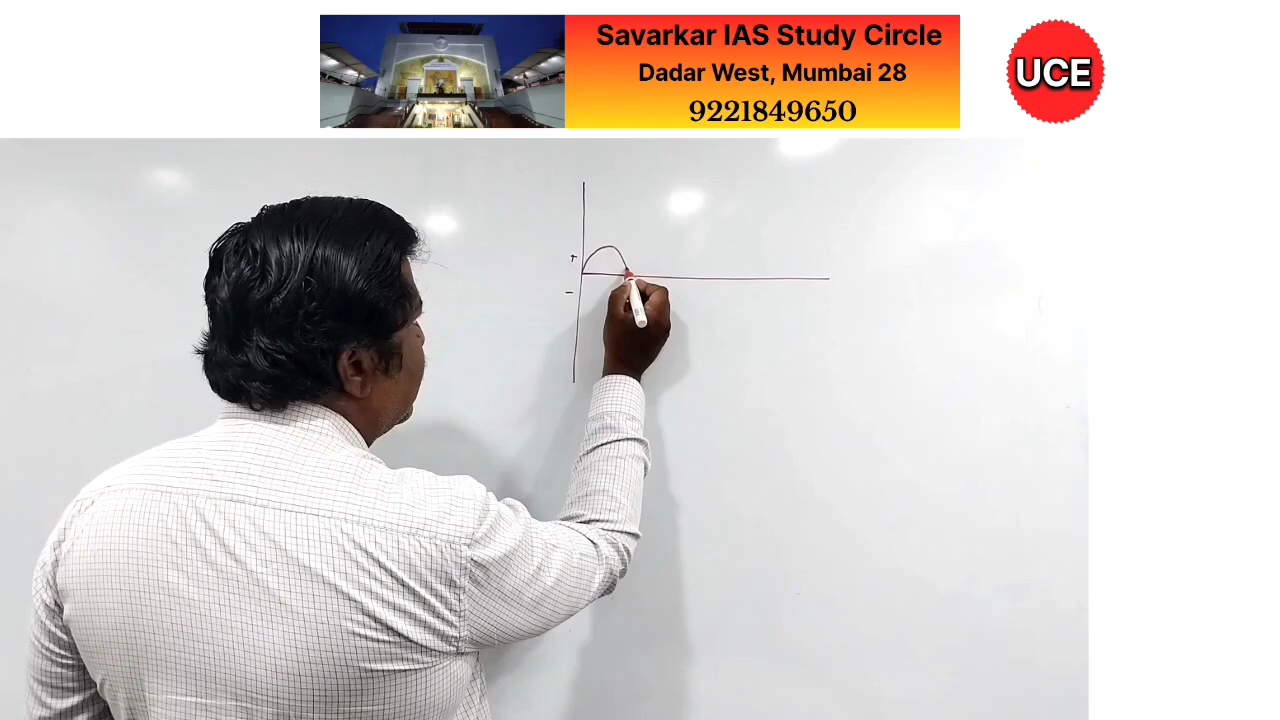 Savarkar IAS Study Circle
Dadar West, Mumbai 28
9221849650
UCE
+
−